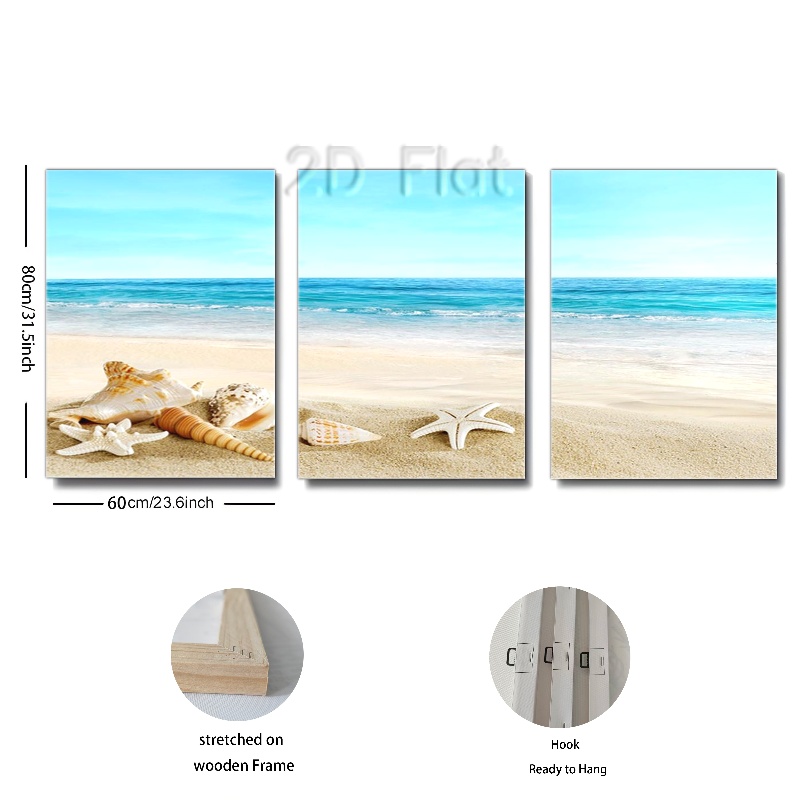 2D Flat
80cm/31.5inch
60cm/23.6inch
stretched on
wooden Frame
Hook
Ready to Hang